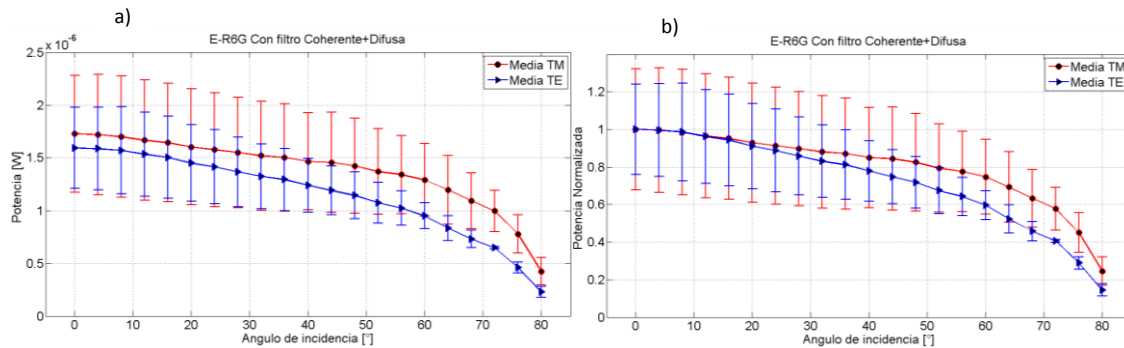 a)
x 10⁻⁶
E-R6G Con filtro Coherente+Difusa
2.5
2
1.5
1
0.5
0
Potencia [W]
Media TM
Media TE
0 10 20 30 40 50 60 70 80
Angulo de incidencia [°]
b)
E-R6G Con filtro Coherente+Difusa
1.2
1
0.8
0.6
0.4
0.2
0
Potencia Normalizada
Media TM
Media TE
0 10 20 30 40 50 60 70 80
Angulo de incidencia [°]